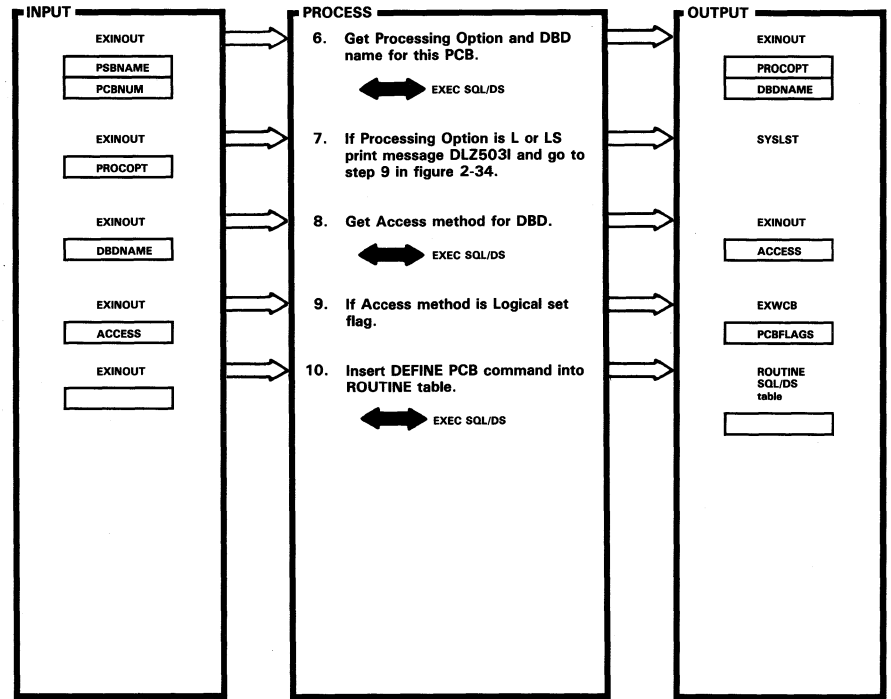 INPUT
PROCESS
OUTPUT
EXINOUT
PSBNAME
PCBNUM
6. Get Processing Option and DBD
name for this PCB.
EXEC SQL/DS
EXINOUT
PROCOPT
DBDNAME
EXINOUT
PROCOPT
7. If Processing Option is L or LS
print message DLZ503I and go to
step 9 in figure 2-34.
SYSLST
EXINOUT
DBDNAME
8. Get Access method for DBD.
EXEC SQL/DS
EXINOUT
ACCESS
EXINOUT
ACCESS
9. If Access method is Logical set
flag.
EXWCB
PCBFLAGS
EXINOUT
10. Insert DEFINE PCB command into
ROUTINE table.
EXEC SQL/DS
ROUTINE
SQL/DS
table